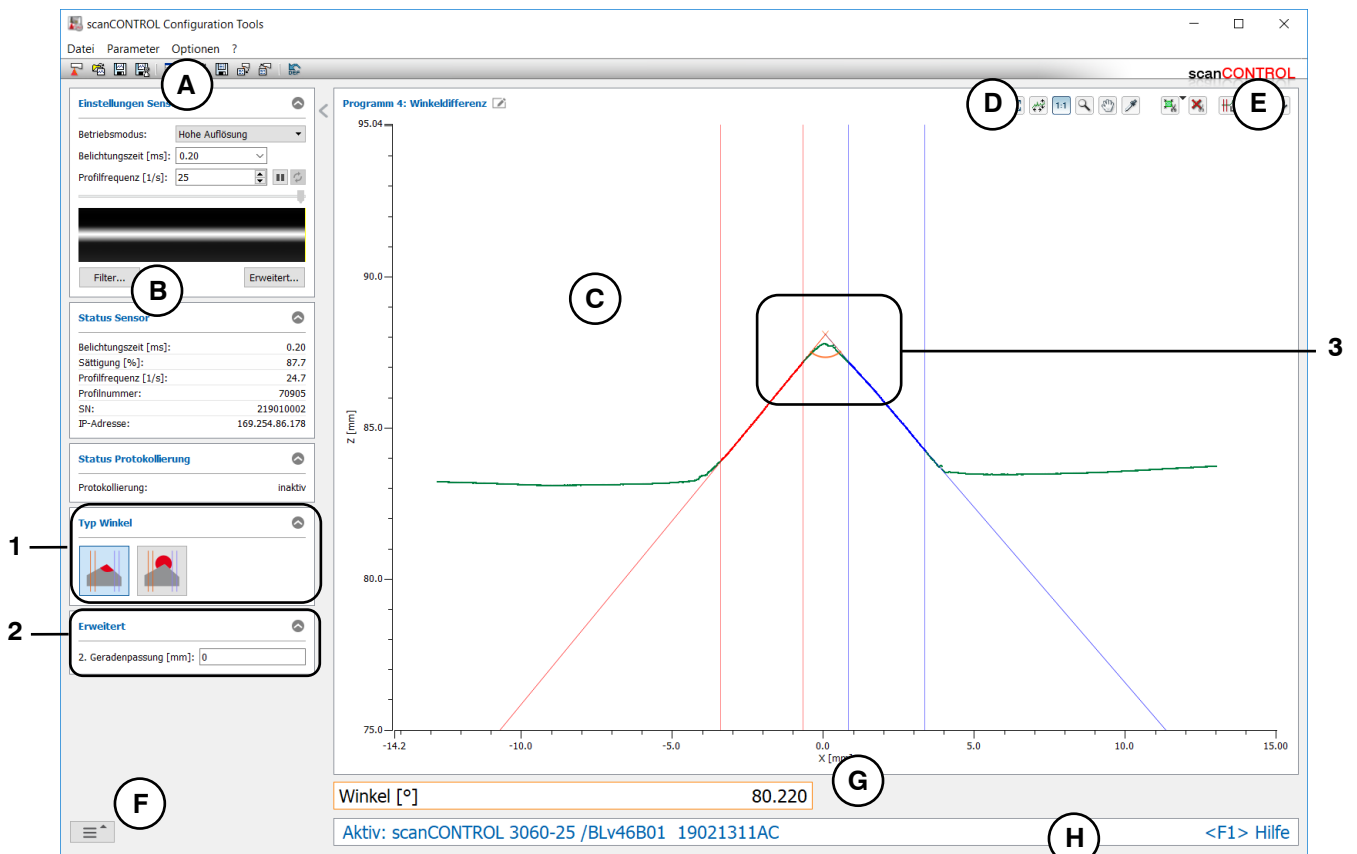 scanCONTROL Configuration Tools
Datei Parameter Optionen ?
A
scanCONTROL
Einstellungen Sen
Programm 4: Winkeldifferenz
D
1:1
E
Betriebsmodus: Hohe Auflösung
Belichtungszeit [ms]: 0.20
Profilfrequenz [1/s]: 25
Filter...
Erweitert...
B
Status Sensor
Belichtungszeit [ms]: 0.20
Sättigung [%]: 87.7
Profilfrequenz [1/s]: 24.7
Profilnummer: 70905
SN: 219010002
IP-Adresse: 169.254.86.178
Status Protokollierung
Protokollierung: inaktiv
1
Typ Winkel
2
Erweitert
2. Geradenpassung [mm]: 0
F
95.04
90.0
85.0
80.0
75.0
Z [mm]
C
3
-14.2 -10.0 -5.0 0.0 5.0 10.0 15.00
X [mm]
G
Winkel [°] 80.220
Aktiv: scanCONTROL 3060-25 /BLv46B01 19021311AC
H
<F1> Hilfe